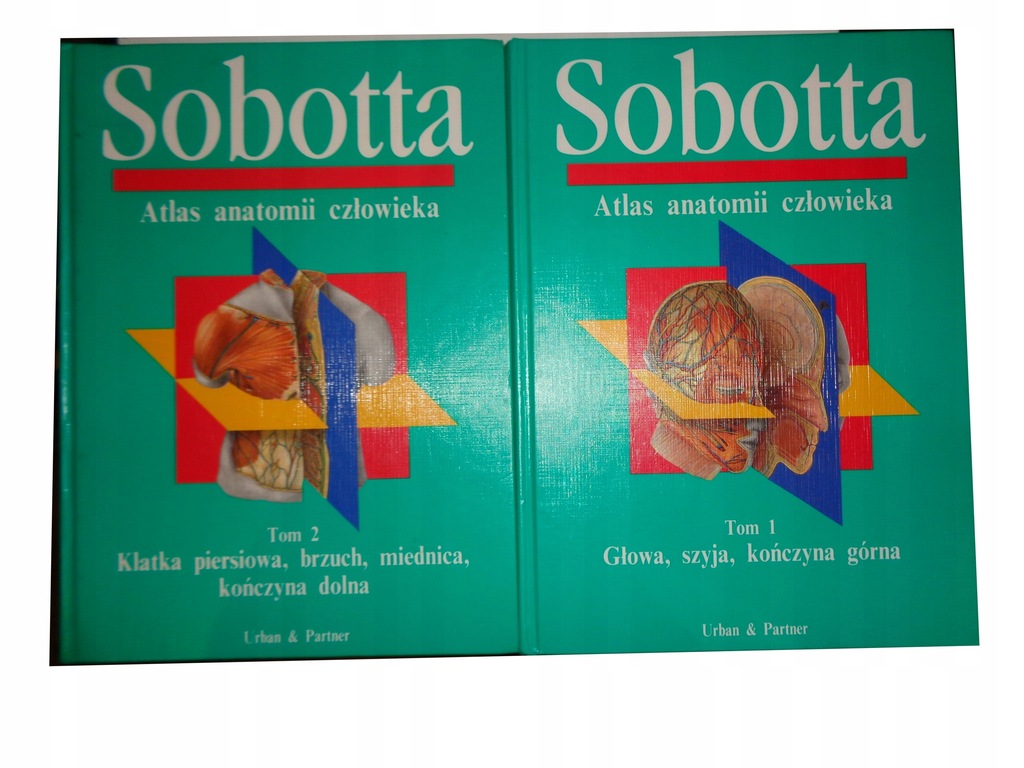 Sobotta
Atlas anatomii człowieka
Tom 2
Klatka piersiowa, brzuch, miednica,
kończyna dolna
Urban & Partner
Sobotta
Atlas anatomii człowieka
Tom 1
Głowa, szyja, kończyna górna
Urban & Partner